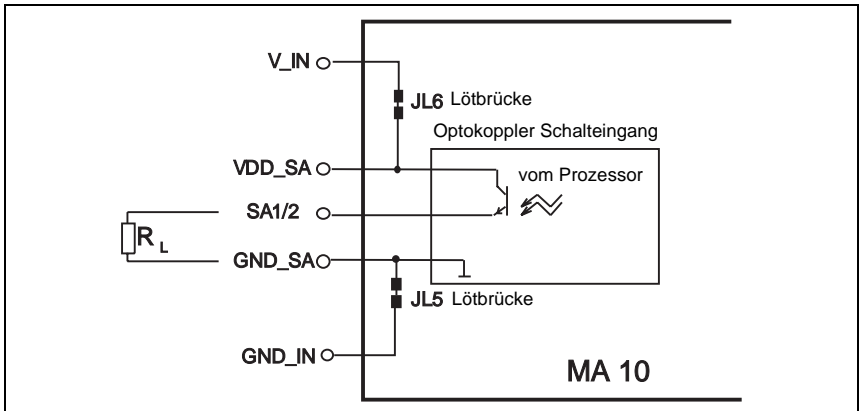 V_IN
JL6 Lötbrücke
Optokoppler Schalteingang
VDD_SA
vom Prozessor
SA1/2
R L
GND_SA
JL5 Lötbrücke
GND_IN
MA 10